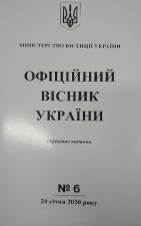 МІНІСТЕРСТВО ЮСТИЦІЇ УКРАЇНИ
ОФІЦІЙНИЙ
ВІСНИК
УКРАЇНИ
офіційне видання
№ 6
24 січня 2020 року